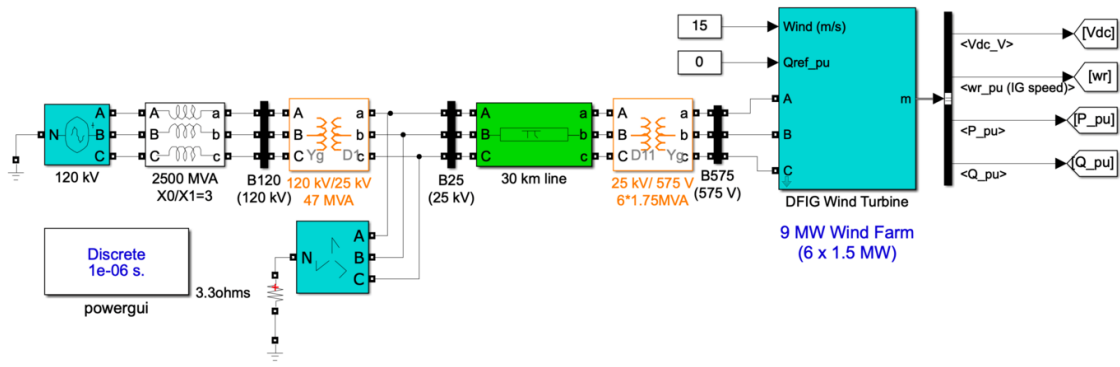 15
Wind (m/s)
0
Qref_pu
[Vdc]
<Vdc_V>
[wr]
<wr_pu (IG speed)>
m
[P_pu]
<P_pu>
[Q_pu]
<Q_pu>
N
A
B
C
120 kV
A
B
C
a
b
c
2500 MVA
X0/X1=3
B120
(120 kV)
A
B
C
a
b
c
Yg
D1
120 kV/25 kV
47 MVA
B25
(25 kV)
A
B
C
a
b
c
30 km line
A
B
C
a
b
c
D11
Yg
25 kV/ 575 V
6*1.75MVA
B575
(575 V)
A
B
C
DFIG Wind Turbine
9 MW Wind Farm
(6 x 1.5 MW)
Discrete
1e-06 s.
powergui
N
A
B
C
3.3ohms